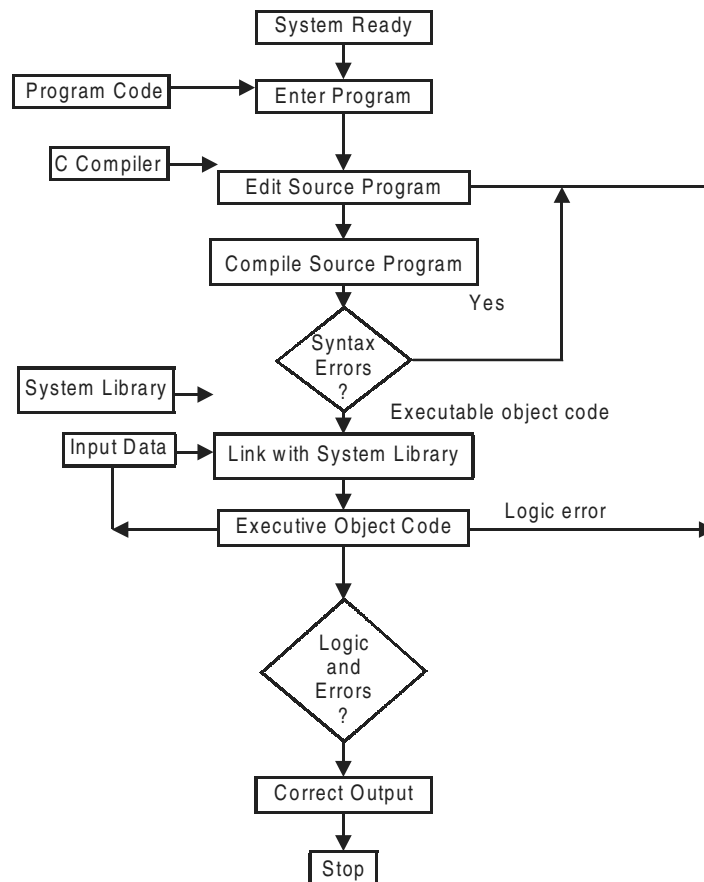 System Ready
Program Code
Enter Program
C Compiler
Edit Source Program
Compile Source Program
Yes
Syntax
Errors
?
System Library
Executable object code
Input Data
Link with System Library
Executive Object Code
Logic error
Logic
and
Errors
?
Correct Output
Stop